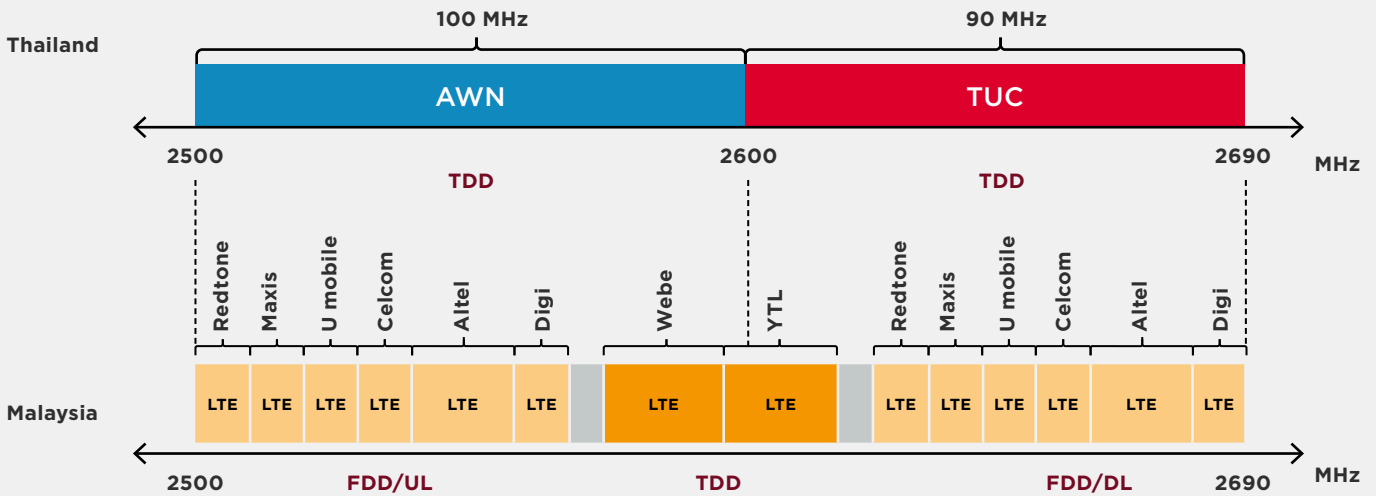 100 MHz
90 MHz
Thailand
AWN
TUC
2500
2600
2690
MHz
TDD
TDD
Redtone
Maxis
U mobile
Celcom
Altel
Digi
Webe
YTL
Redtone
Maxis
U mobile
Celcom
Altel
Digi
Malaysia
LTE
LTE
LTE
LTE
LTE
LTE
LTE
LTE
LTE
LTE
LTE
LTE
LTE
LTE
2500
FDD/UL
TDD
FDD/DL
2690
MHz